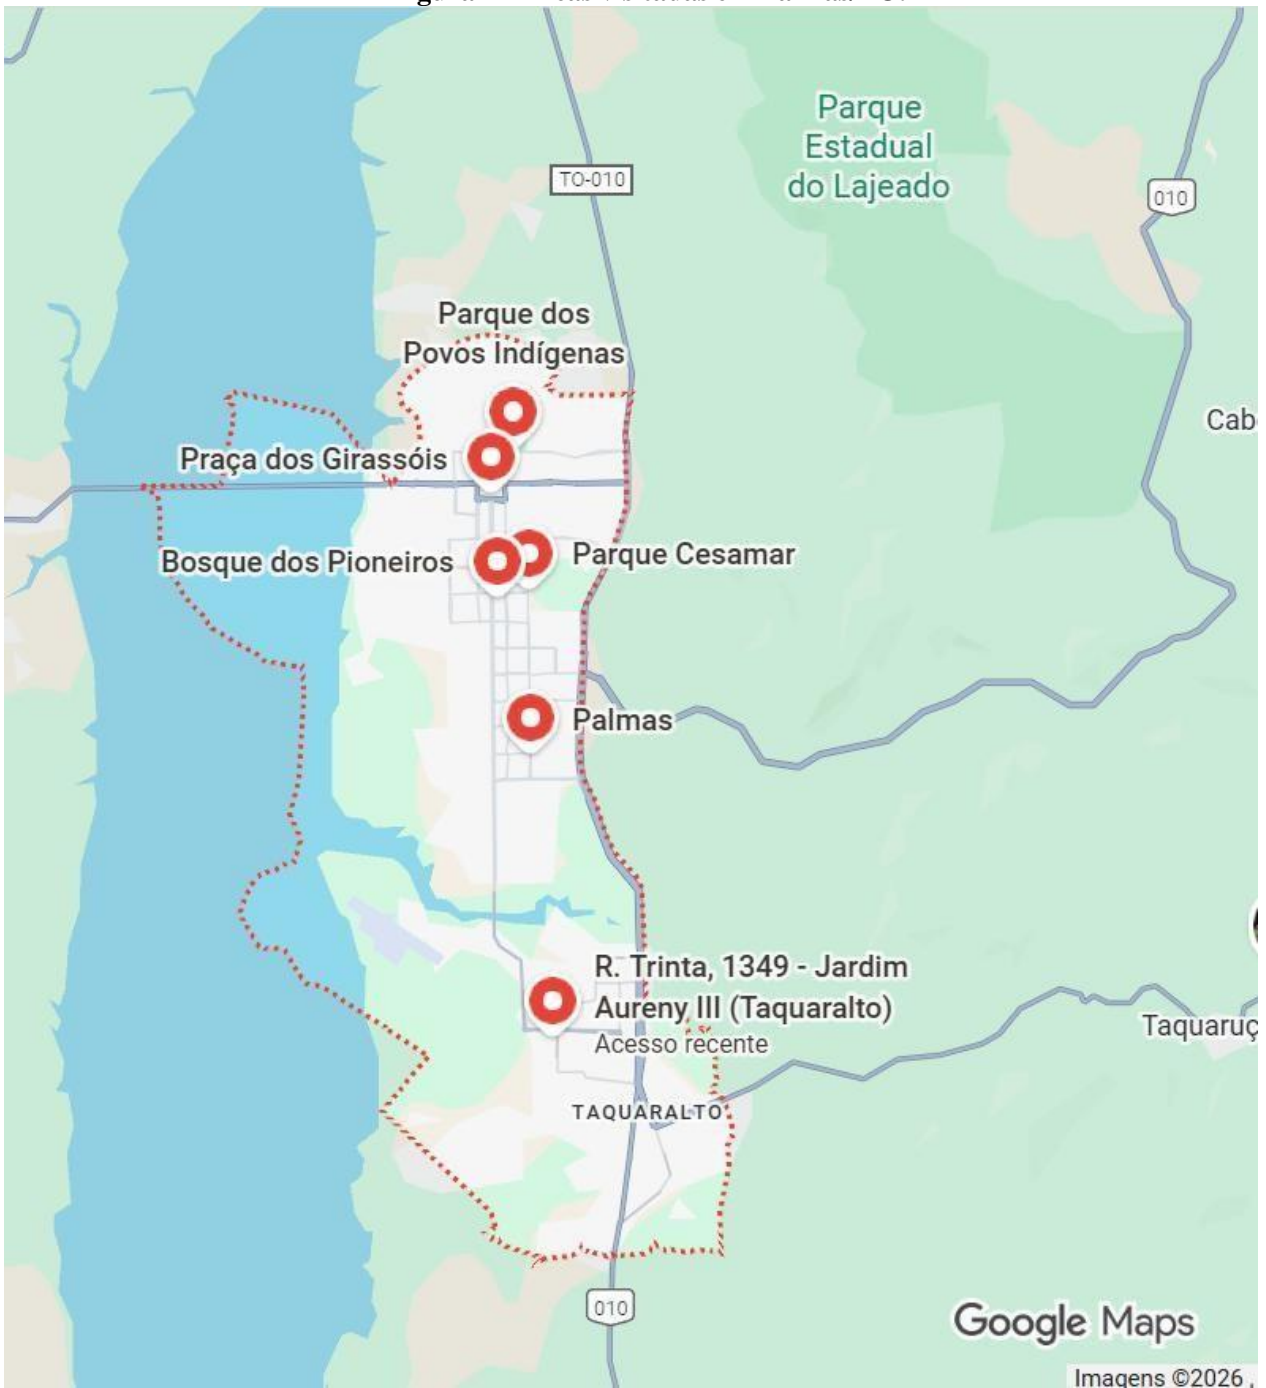 TO-010
Parque
Estadual
do Lajeado
010
Parque dos
Povos Indígenas
Cab
Praça dos Girassóis
Bosque dos Pioneiros
Parque Cesamar
Palmas
R. Trinta, 1349 - Jardim
Aureny III (Taquaralto)
Acesso recente
Taquaruç
TAQUARALTO
010
Google Maps
Imagens ©2026 ,